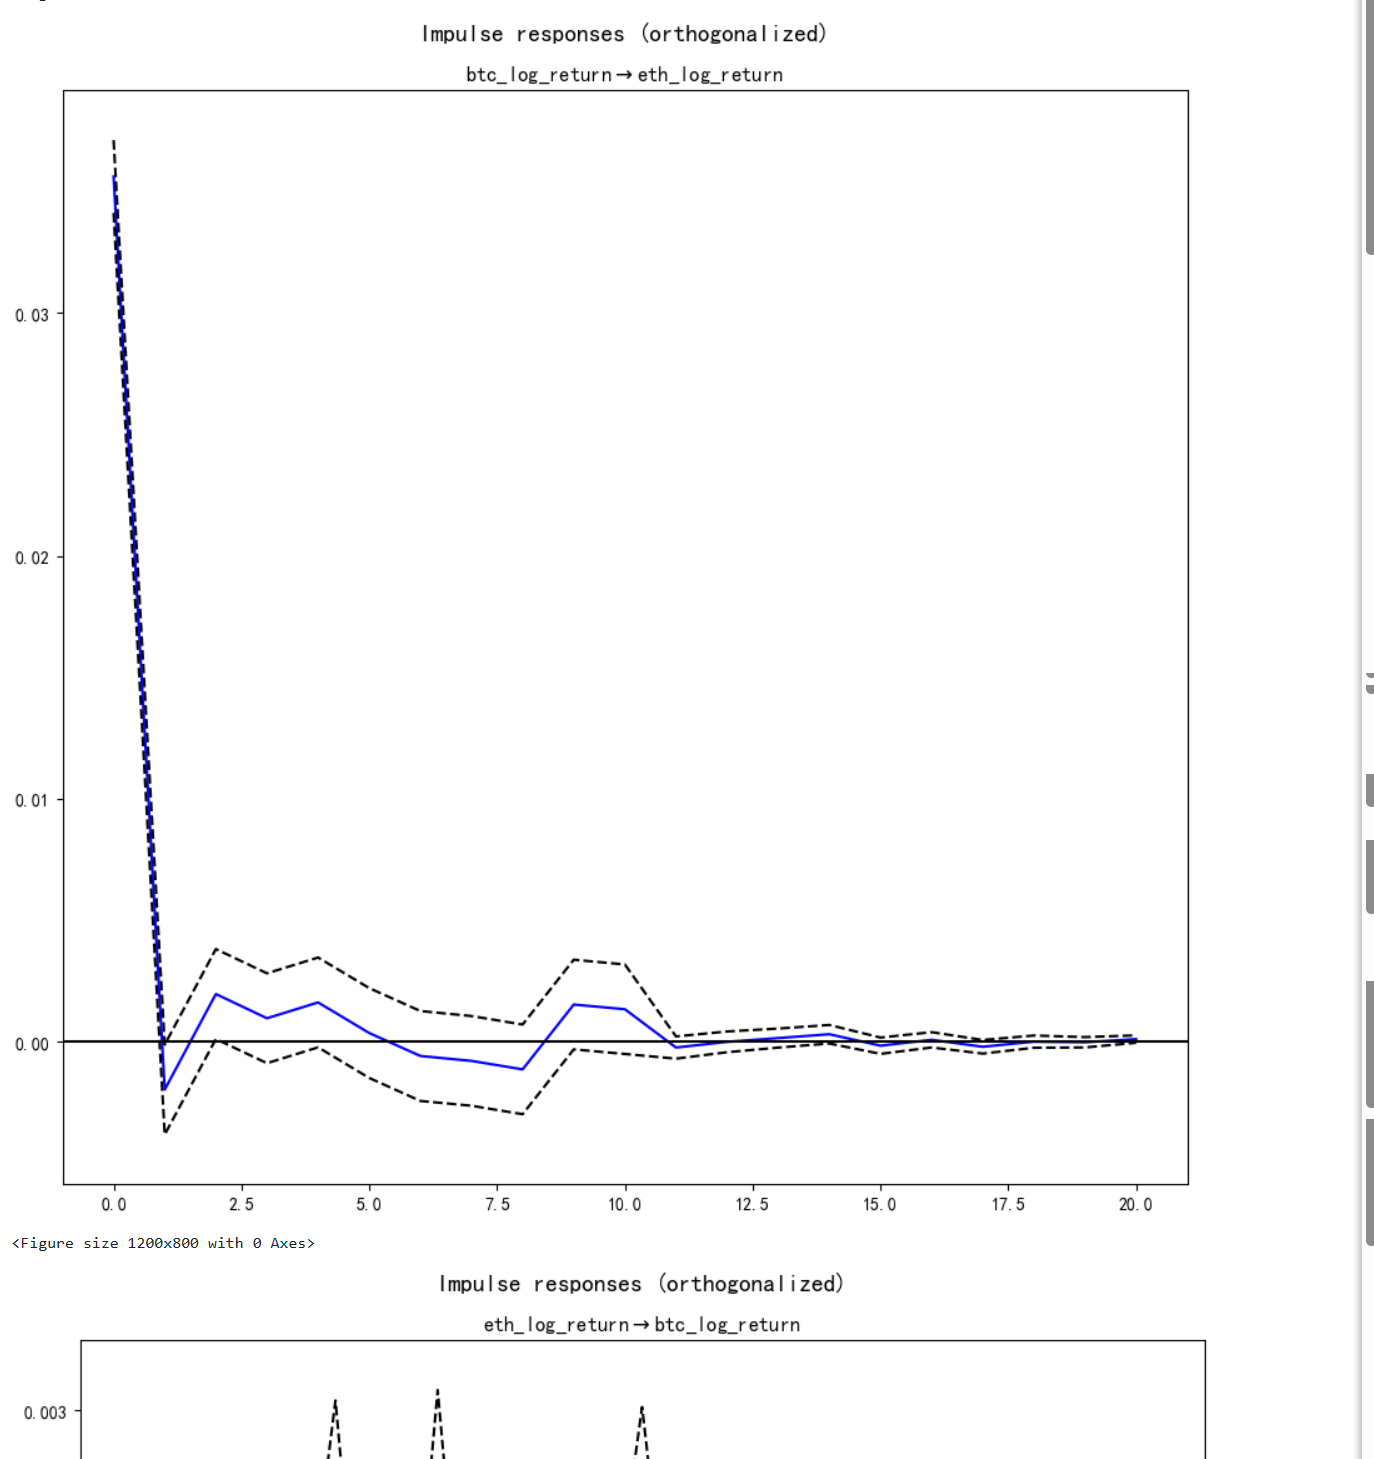 Impulse responses (orthogonalized)
btc_log_return→eth_log_return
0.03
0.02
0.01
0.00
0.0 2.5 5.0 7.5 10.0 12.5 15.0 17.5 20.0
<Figure size 1200x800 with 0 Axes>
Impulse responses (orthogonalized)
eth_log_return→btc_log_return
0.003